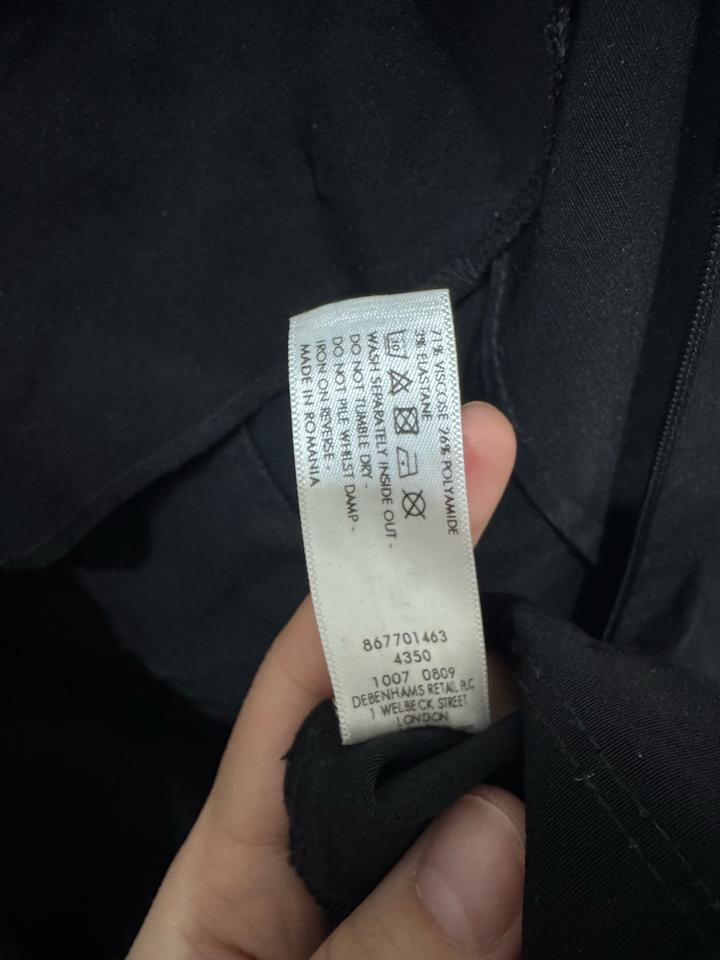 71% VISCOSE 26% POLYAMIDE
3% ELASTANE
30
WASH SEPARATELY INSIDE OUT -
DO NOT TUMBLE DRY -
DO NOT PILE WHILST DAMP -
IRON ON REVERSE -
MADE IN ROMANIA
867701463
4350
1007 0809
DEBENHAMS RETAIL PLC
1 WELBECK STREET
LONDON